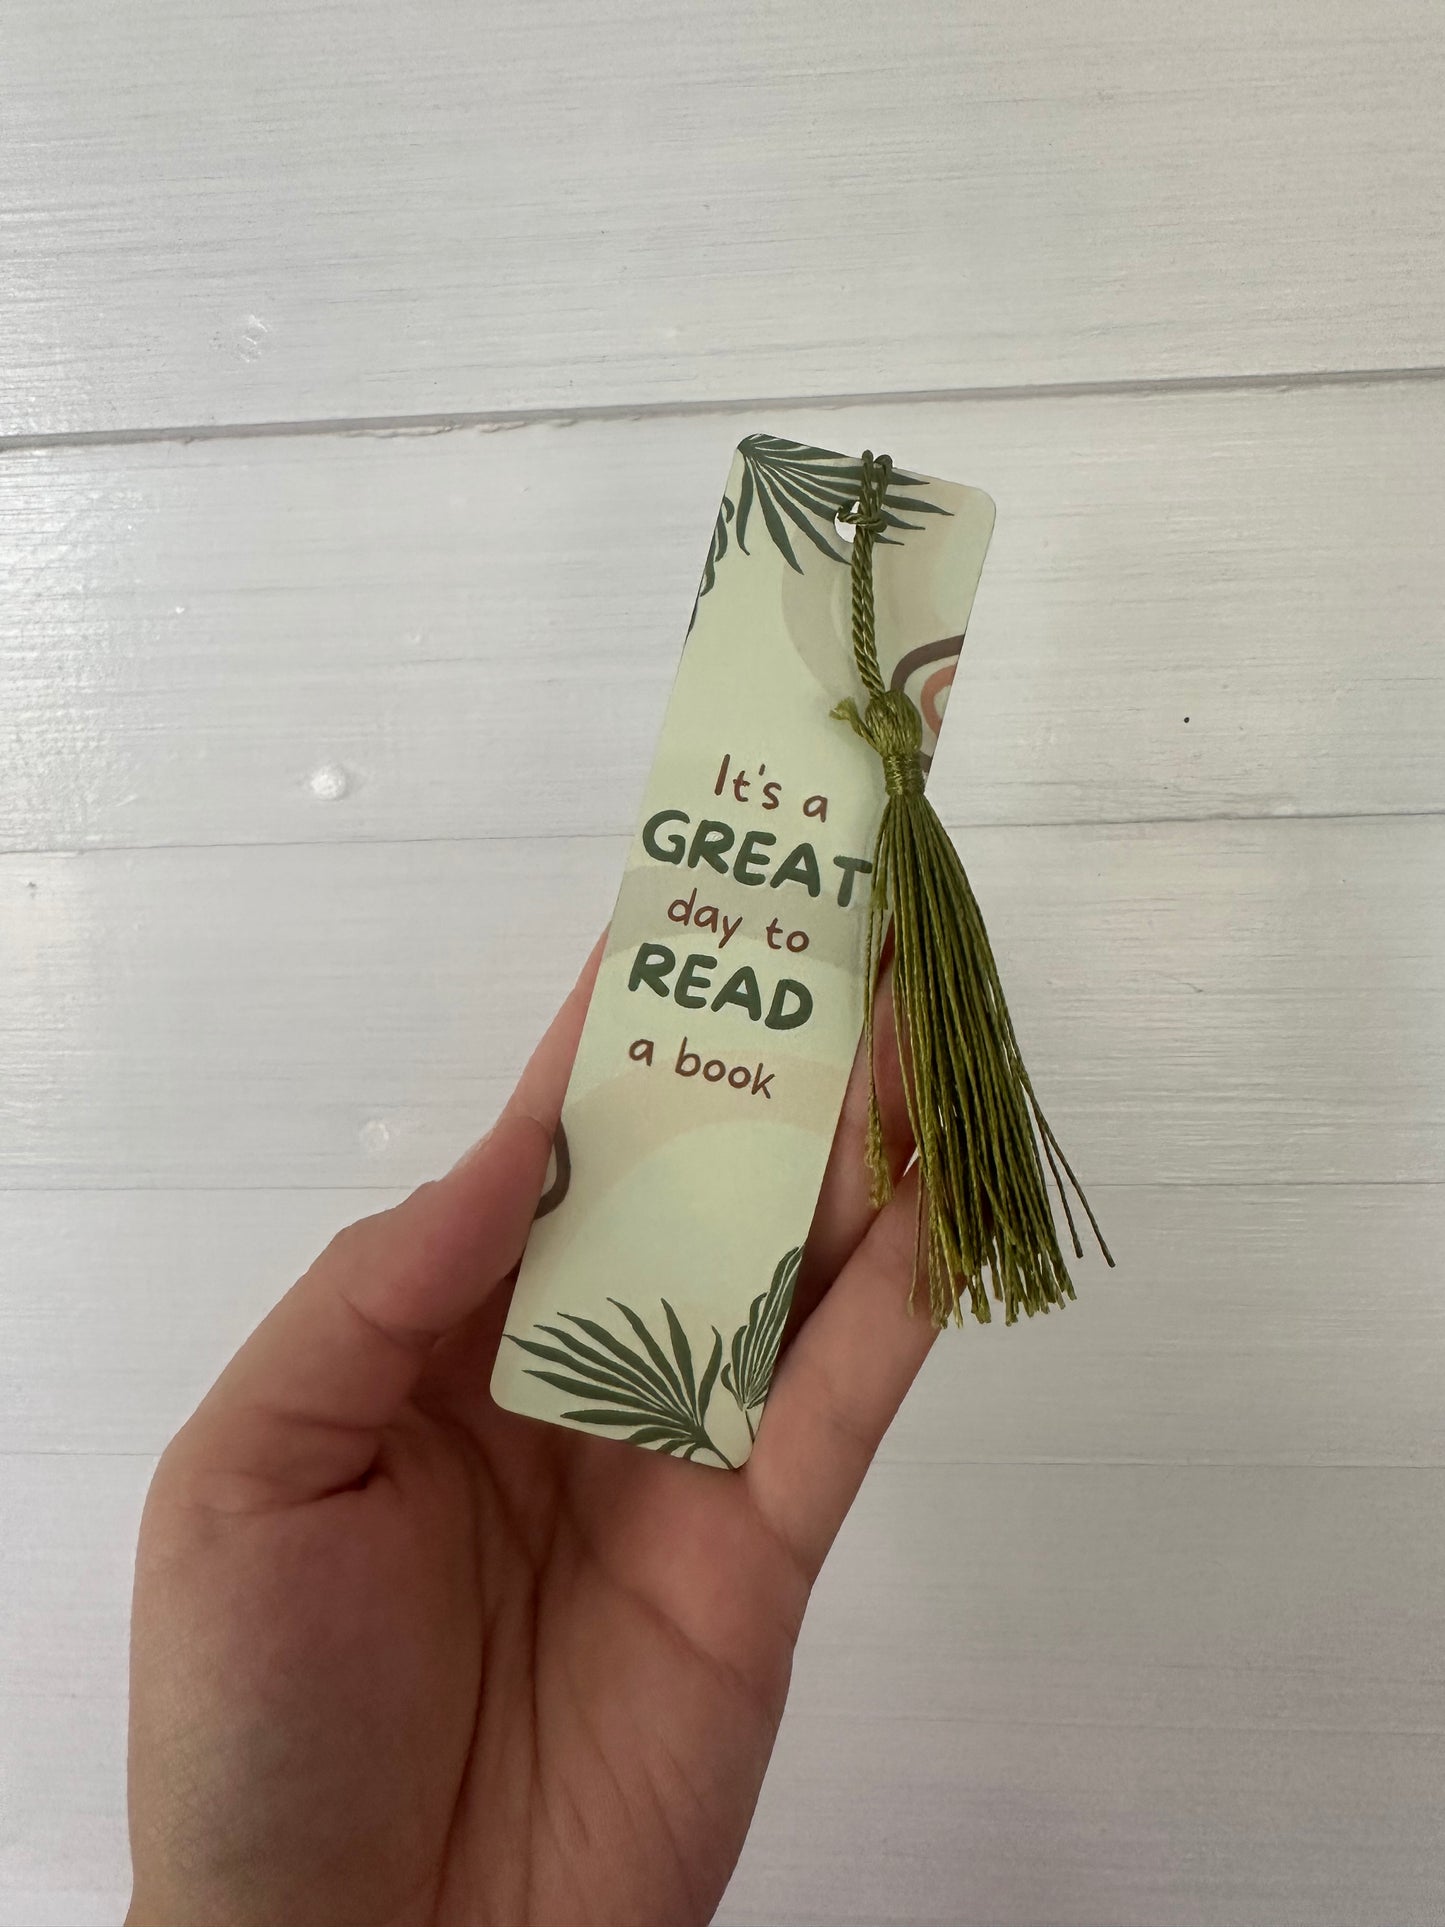 It's a
GREAT
day to
READ
a book